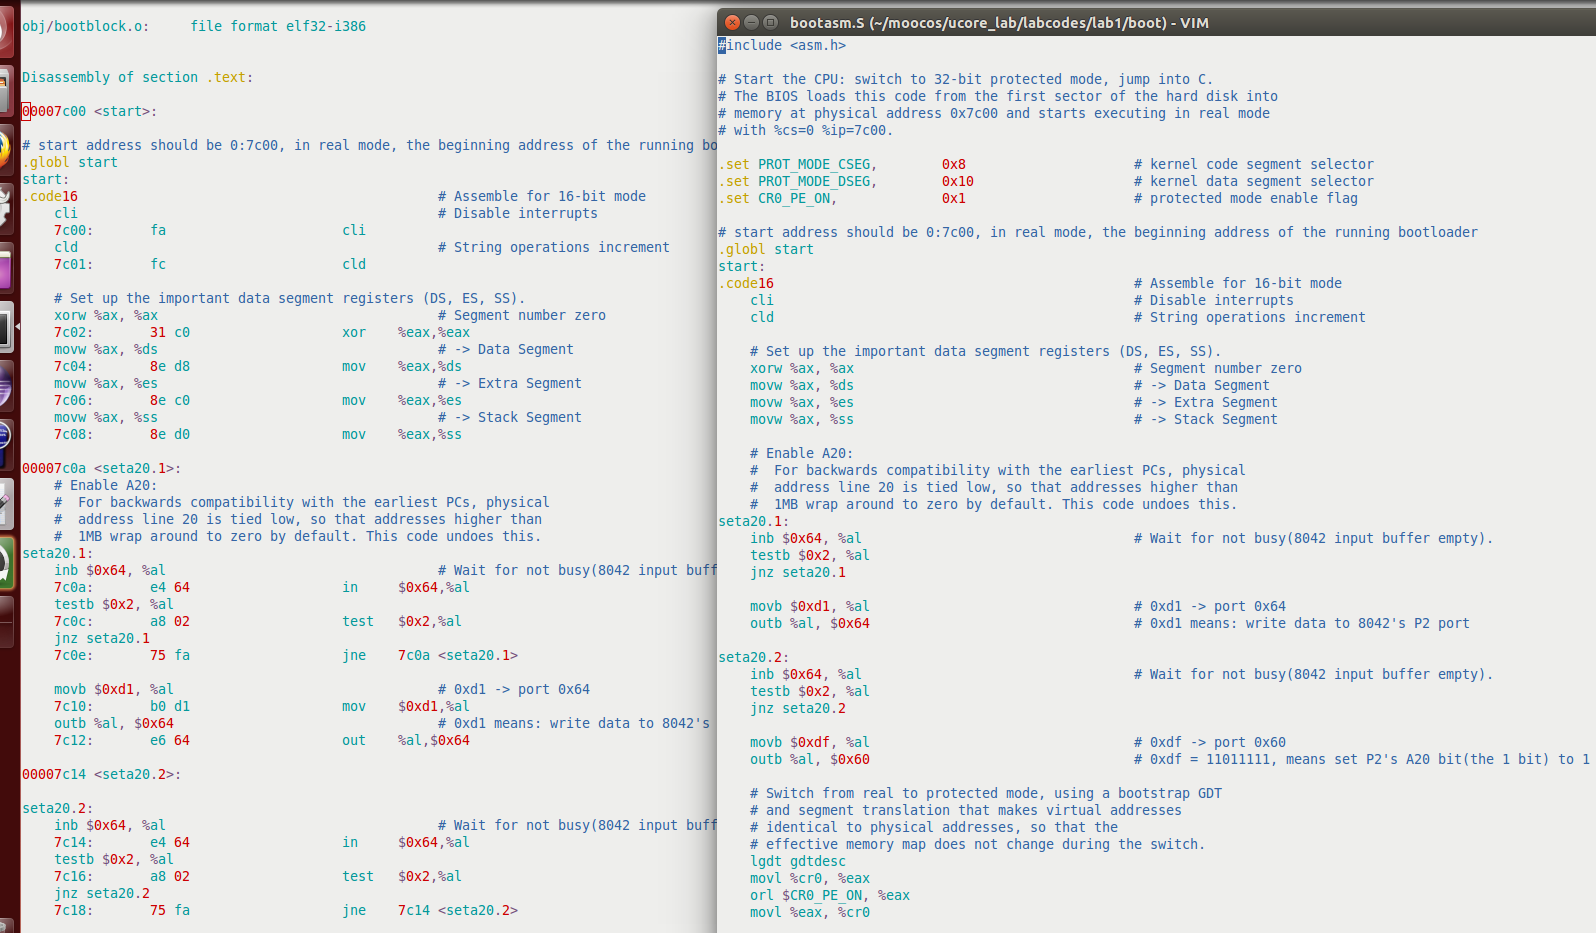 obj/bootblock.o:     file format elf32-i386
Disassembly of section .text:
00007c00 <start>:
# start address should be 0:7c00, in real mode, the beginning address of the running bo
.globl start
start:
.code16                                             # Assemble for 16-bit mode
    cli                                             # Disable interrupts
    7c00:       fa                      cli
    cld                                             # String operations increment
    7c01:       fc                      cld
    # Set up the important data segment registers (DS, ES, SS).
    xorw %ax, %ax                                   # Segment number zero
    7c02:       31 c0                   xor    %eax,%eax
    movw %ax, %ds                                   # -> Data Segment
    7c04:       8e d8                   mov    %eax,%ds
    movw %ax, %es                                   # -> Extra Segment
    7c06:       8e c0                   mov    %eax,%es
    movw %ax, %ss                                   # -> Stack Segment
    7c08:       8e d0                   mov    %eax,%ss
00007c0a <seta20.1>:
    # Enable A20:
    #  For backwards compatibility with the earliest PCs, physical
    #  address line 20 is tied low, so that addresses higher than
    #  1MB wrap around to zero by default. This code undoes this.
seta20.1:
    inb $0x64, %al                                  # Wait for not busy(8042 input buff
    7c0a:       e4 64                   in     $0x64,%al
    testb $0x2, %al
    7c0c:       a8 02                   test   $0x2,%al
    jnz seta20.1
    7c0e:       75 fa                   jne    7c0a <seta20.1>
    movb $0xd1, %al                                 # 0xd1 -> port 0x64
    7c10:       b0 d1                   mov    $0xd1,%al
    outb %al, $0x64                                 # 0xd1 means: write data to 8042's
    7c12:       e6 64                   out    %al,$0x64
00007c14 <seta20.2>:
seta20.2:
    inb $0x64, %al                                  # Wait for not busy(8042 input buff
    7c14:       e4 64                   in     $0x64,%al
    testb $0x2, %al
    7c16:       a8 02                   test   $0x2,%al
    jnz seta20.2
    7c18:       75 fa                   jne    7c14 <seta20.2>
bootasm.S (~/moocos/ucore_lab/labcodes/lab1/boot) - VIM
#include <asm.h>
# Start the CPU: switch to 32-bit protected mode, jump into C.
# The BIOS loads this code from the first sector of the hard disk into
# memory at physical address 0x7c00 and starts executing in real mode
# with %cs=0 %ip=7c00.
.set PROT_MODE_CSEG,        0x8                     # kernel code segment selector
.set PROT_MODE_DSEG,        0x10                    # kernel data segment selector
.set CR0_PE_ON,             0x1                     # protected mode enable flag
# start address should be 0:7c00, in real mode, the beginning address of the running bootloader
.globl start
start:
.code16                                             # Assemble for 16-bit mode
    cli                                             # Disable interrupts
    cld                                             # String operations increment
    # Set up the important data segment registers (DS, ES, SS).
    xorw %ax, %ax                                   # Segment number zero
    movw %ax, %ds                                   # -> Data Segment
    movw %ax, %es                                   # -> Extra Segment
    movw %ax, %ss                                   # -> Stack Segment
    # Enable A20:
    #  For backwards compatibility with the earliest PCs, physical
    #  address line 20 is tied low, so that addresses higher than
    #  1MB wrap around to zero by default. This code undoes this.
seta20.1:
    inb $0x64, %al                                  # Wait for not busy(8042 input buffer empty).
    testb $0x2, %al
    jnz seta20.1
    movb $0xd1, %al                                 # 0xd1 -> port 0x64
    outb %al, $0x64                                 # 0xd1 means: write data to 8042's P2 port
seta20.2:
    inb $0x64, %al                                  # Wait for not busy(8042 input buffer empty).
    testb $0x2, %al
    jnz seta20.2
    movb $0xdf, %al                                 # 0xdf -> port 0x60
    outb %al, $0x60                                 # 0xdf = 11011111, means set P2's A20 bit(the 1 bit) to 1
    # Switch from real to protected mode, using a bootstrap GDT
    # and segment translation that makes virtual addresses
    # identical to physical addresses, so that the
    # effective memory map does not change during the switch.
    lgdt gdtdesc
    movl %cr0, %eax
    orl $CR0_PE_ON, %eax
    movl %eax, %cr0